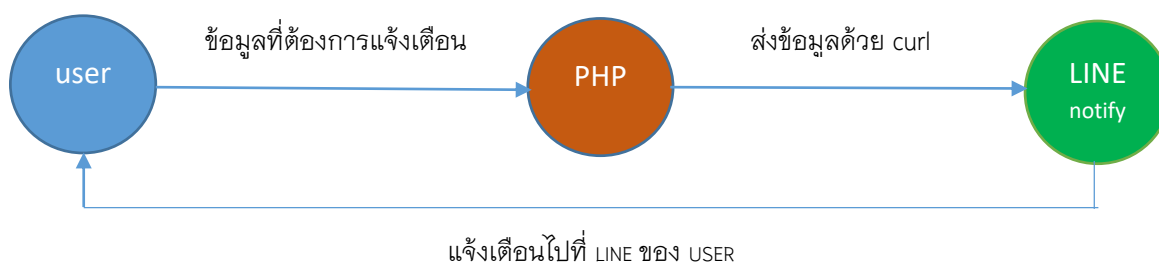 ข้อมูลที่ต้องการแจ้งเตือน
ส่งข้อมูลด้วย curl
user
PHP
LINE
notify
แจ้งเตือนไปที่ LINE ของ USER